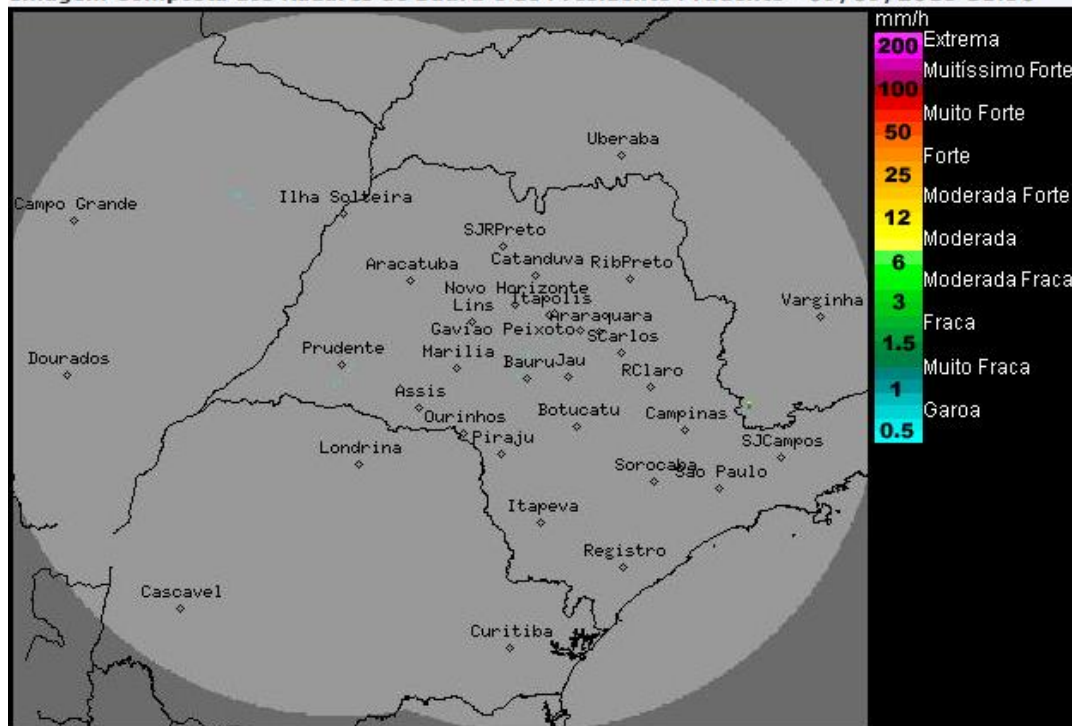 mm/h
200 Extrema
Muitíssimo Forte
100
Muito Forte
50
Forte
25
Moderada Forte
12
Moderada
6
Moderada Fraca
3
Fraca
1.5
Muito Fraca
1
Garoa
0.5
Uberaba
Ilha Solteira
Campo Grande
SJRPreto
Aracatuba
Catanduva
RibPreto
Novo Horizonte
Itapolis
Lins
Araraquara
Varginha
Gaviao Peixoto
SCarlos
Prudente
Marilia
Dourados
Bauru
Jau
RClaro
Assis
Ourinhos
Botucatu
Campinas
Piraju
SJCampos
Londrina
Sorocaba
Sao Paulo
Itapeva
Registro
Cascavel
Curitiba